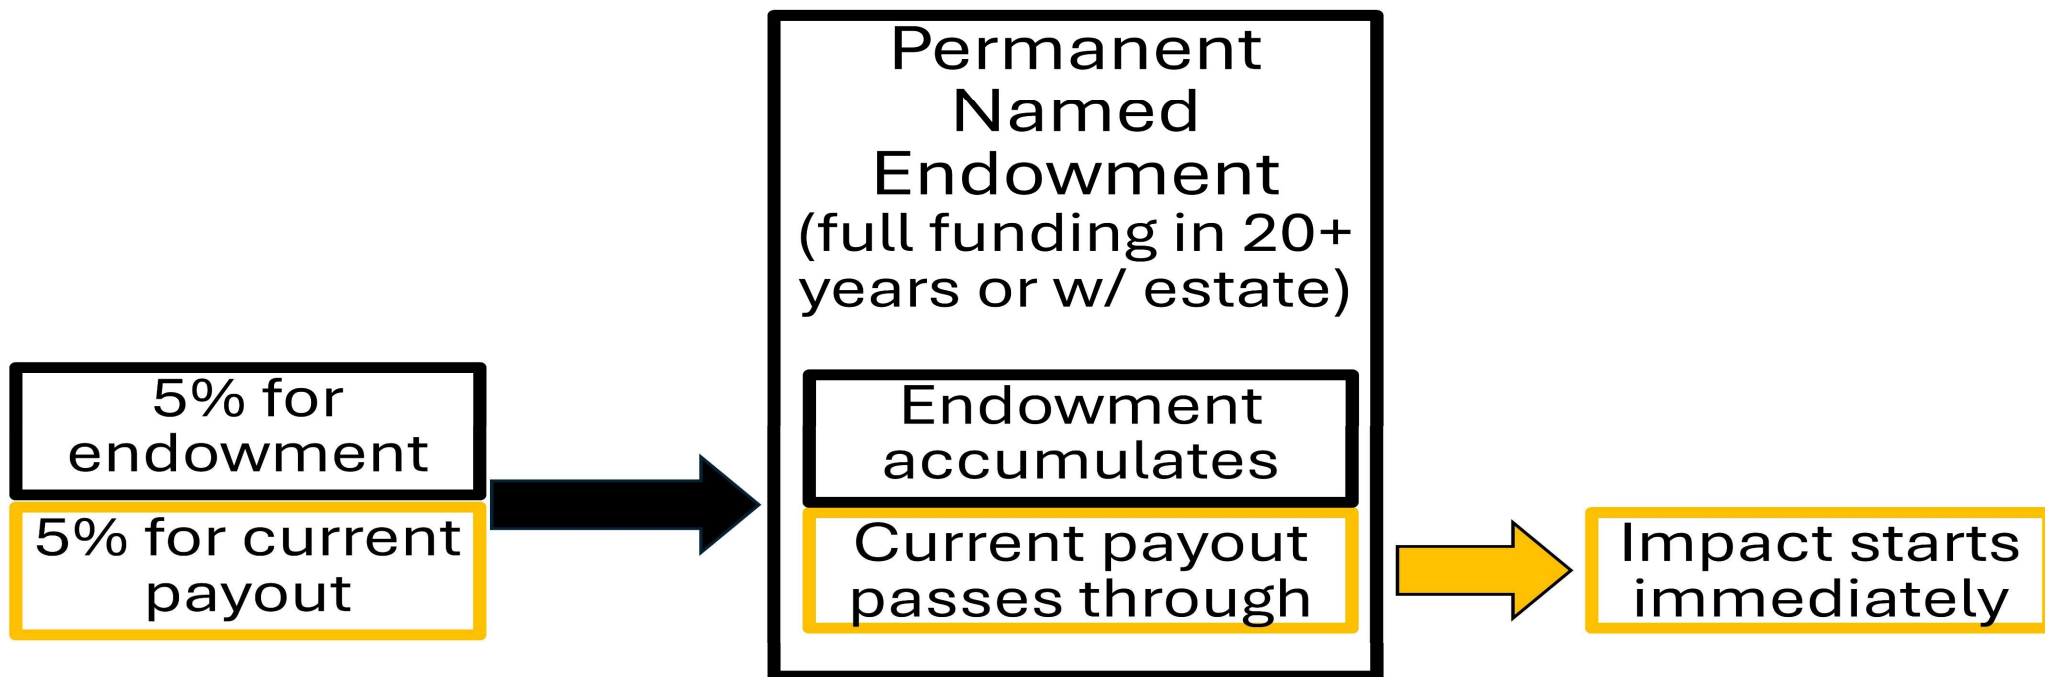 Permanent
Named
Endowment
(full funding in 20+
years or w/ estate)
5% for
endowment
5% for current
payout
Endowment
accumulates
Current payout
passes through
Impact starts
immediately